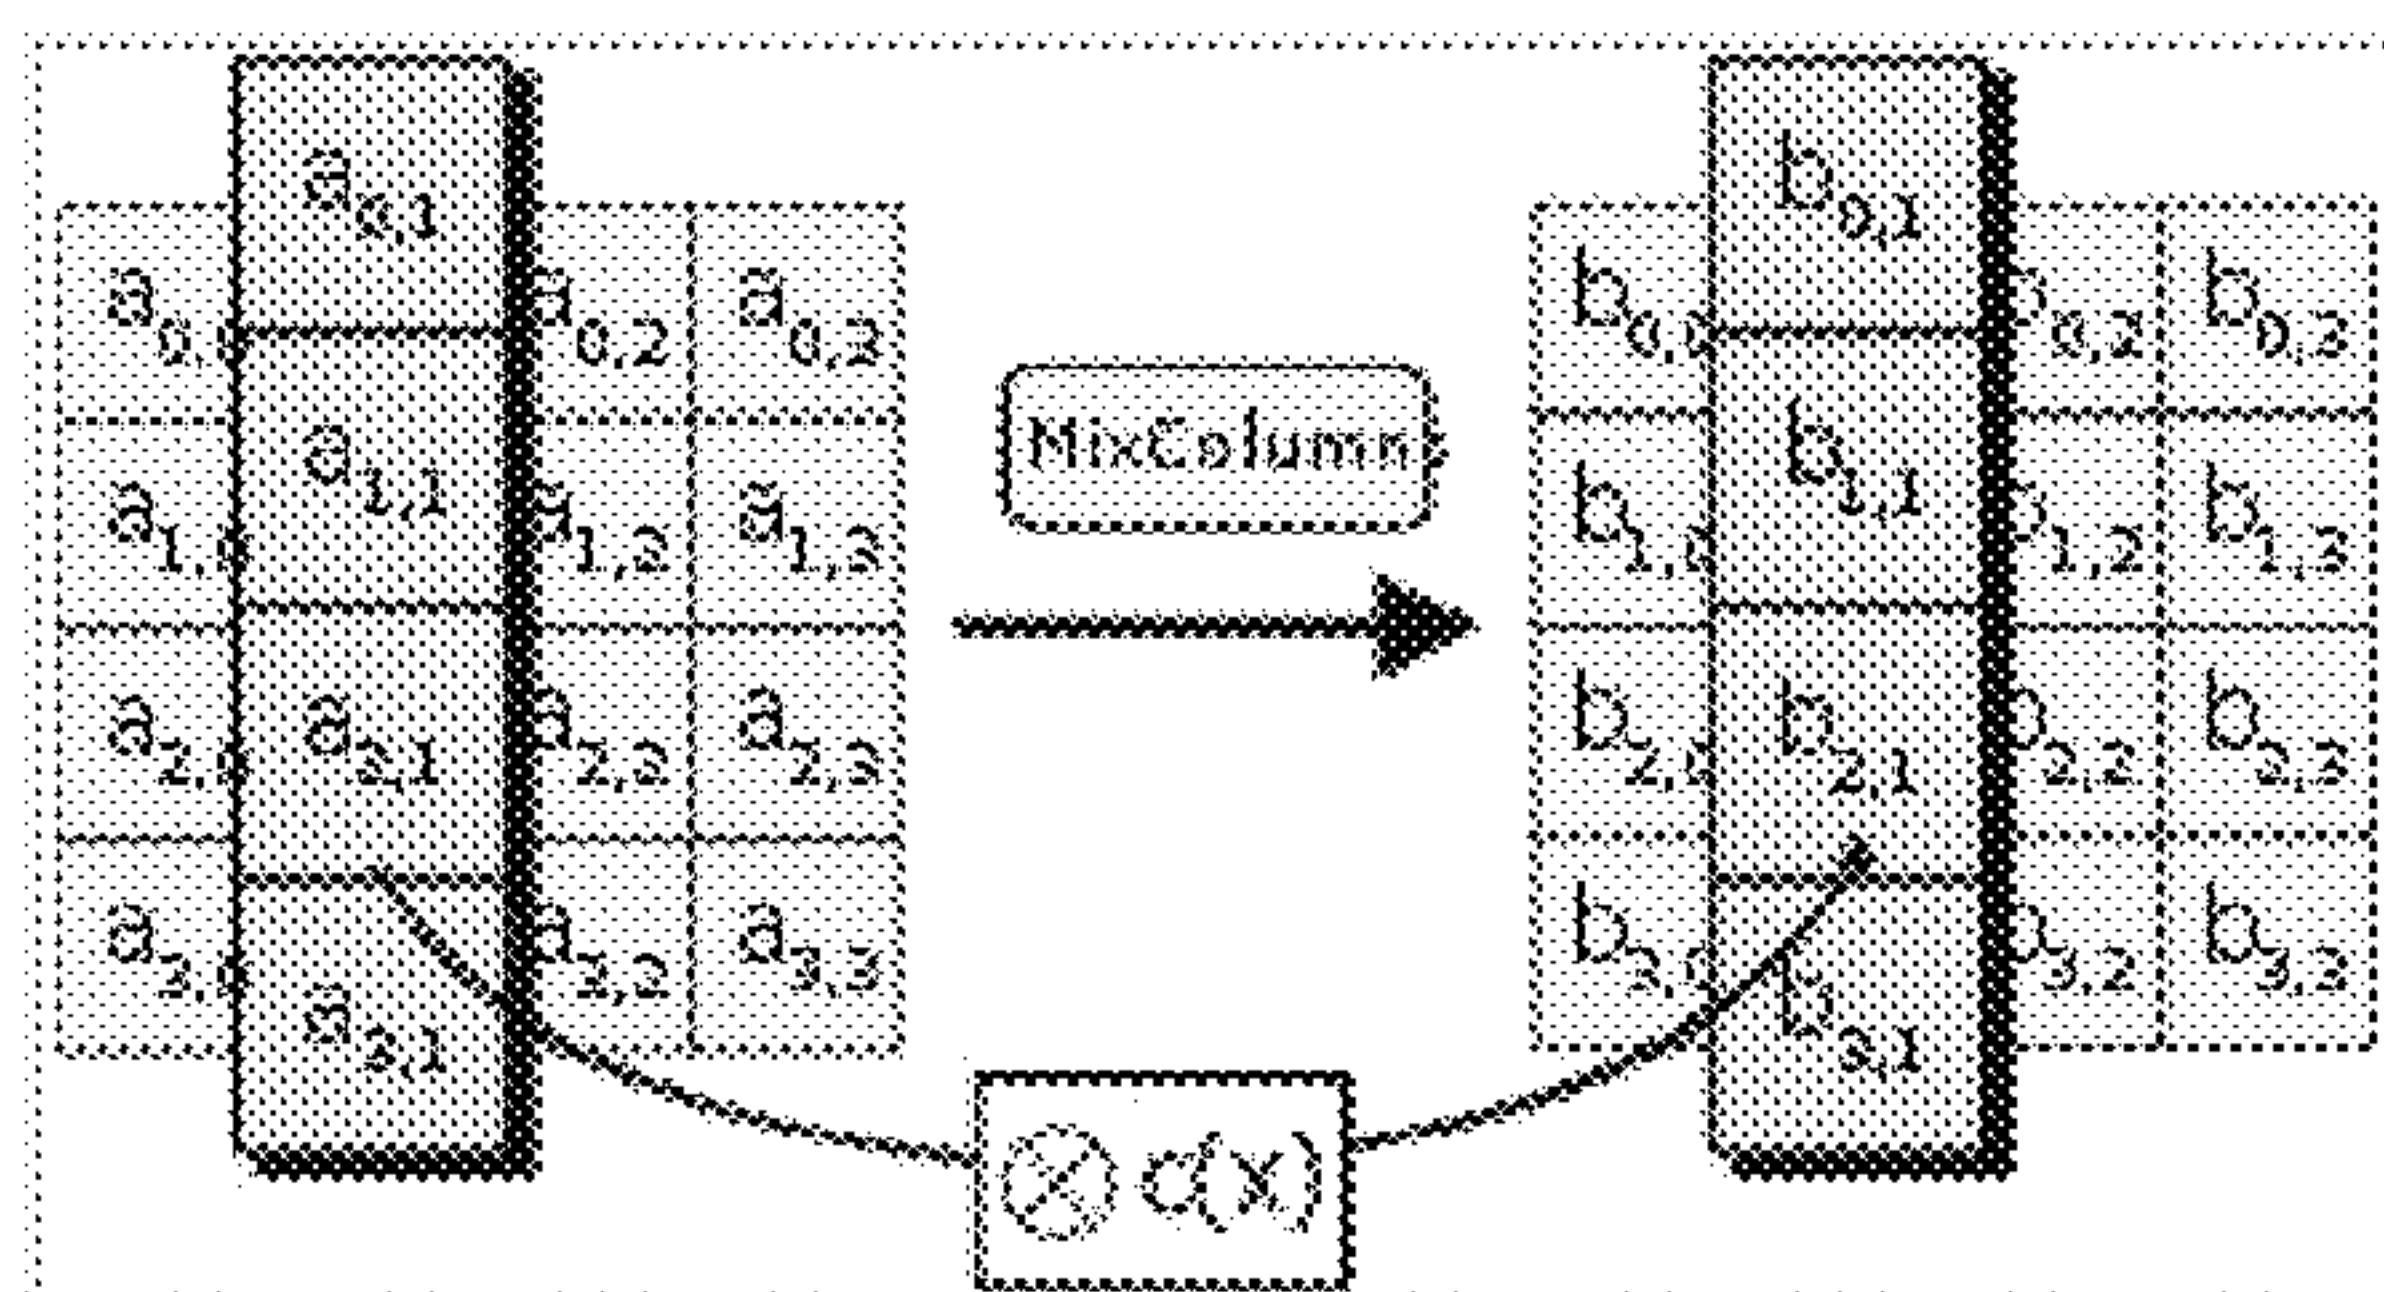 a0,1
b0,1
a0,0 a0,2 a0,3
b0,0 b0,2 b0,3
MixColumn
a1,1
b1,1
a1,0 a1,2 a1,3
b1,0 b1,2 b1,3
a2,0 a2,1 a2,2 a2,3
b2,0 b2,1 b2,2 b2,3
a3,0 a3,2 a3,3
b3,0 b3,2 b3,3
a3,1
b3,1
⊗ c(x)